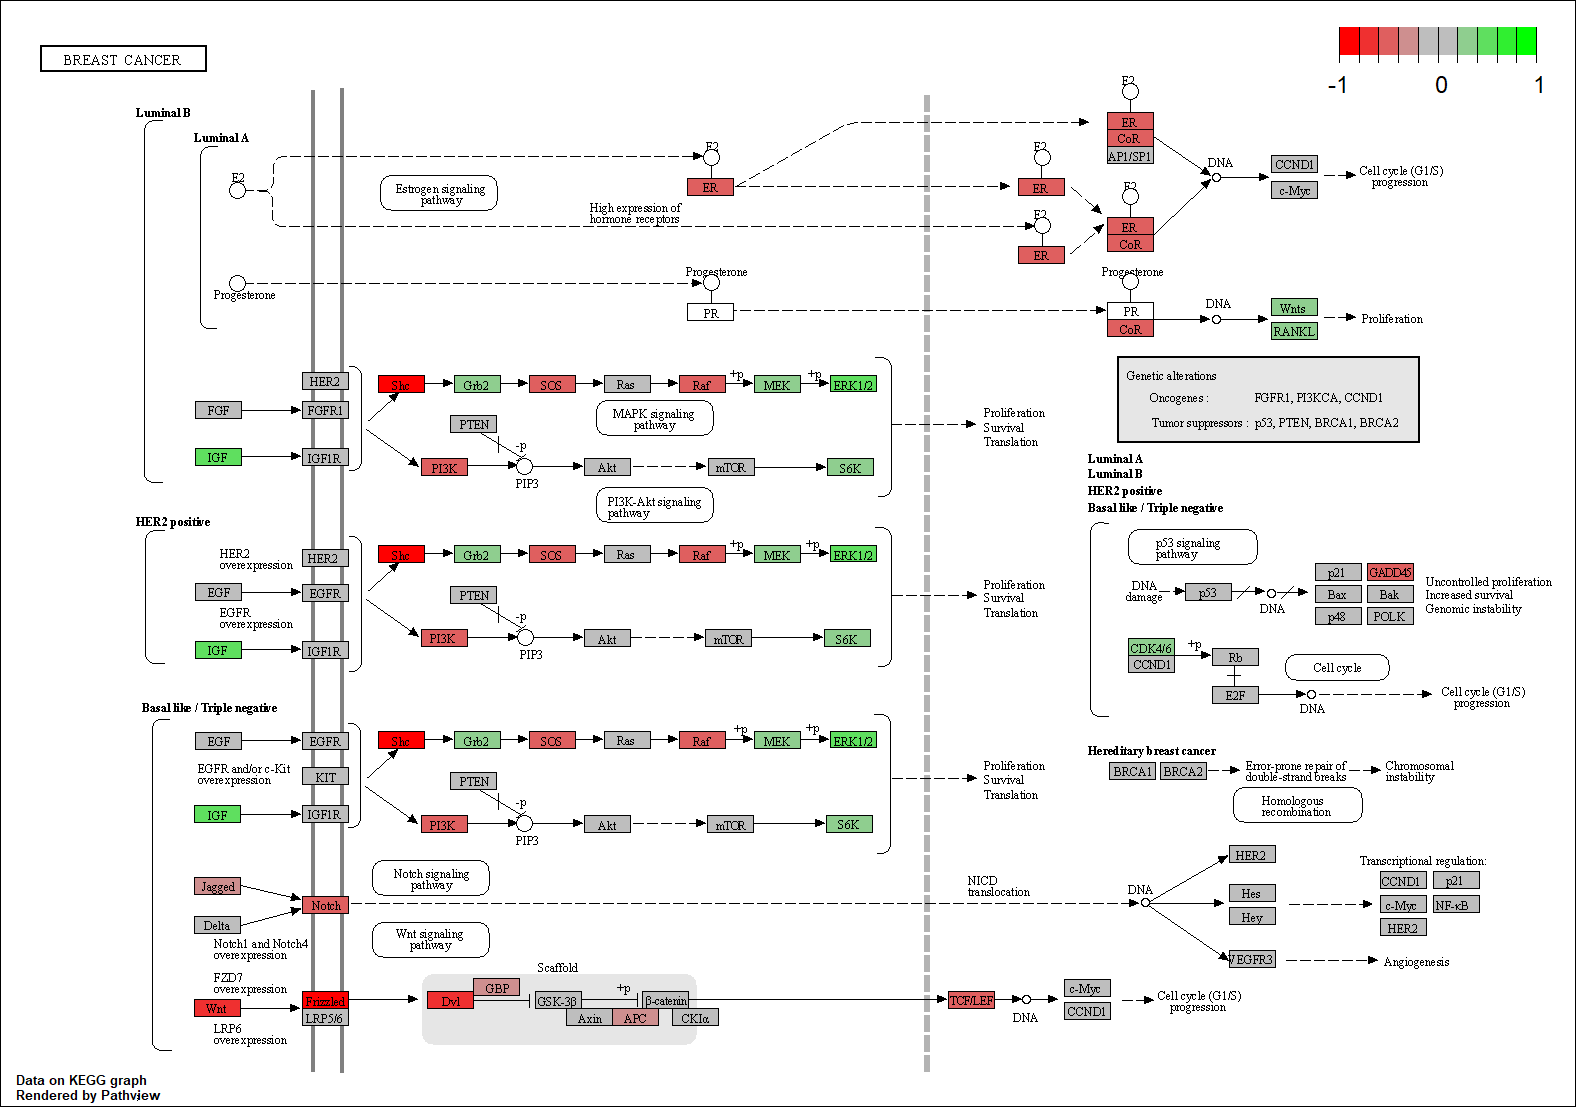 BREAST CANCER
-1
0
1
Luminal B
Luminal A
E2
Estrogen signaling
pathway
High expression of
hormone receptors
E2
ER
E2
ER
E2
ER
E2
ER
CoR
AP1/SP1
E2
ER
CoR
DNA
CCND1
c-Myc
Cell cycle (G1/S)
progression
Progesterone
Progesterone
PR
Progesterone
PR
CoR
DNA
Wnts
RANKL
Proliferation
HER2
FGF
FGFR1
IGF
IGF1R
Shc
Grb2
SOS
Ras
Raf
+p
MEK
+p
ERK1/2
MAPK signaling
pathway
PTEN
-p
PI3K
PIP3
Akt
mTOR
S6K
PI3K-Akt signaling
pathway
Proliferation
Survival
Translation
Genetic alterations
Oncogenes :
FGFR1, PI3KCA, CCND1
Tumor suppressors :
p53, PTEN, BRCA1, BRCA2
HER2 positive
HER2
overexpression
HER2
EGF
EGFR
EGFR
overexpression
IGF
IGF1R
Shc
Grb2
SOS
Ras
Raf
+p
MEK
+p
ERK1/2
PTEN
-p
PI3K
PIP3
Akt
mTOR
S6K
Proliferation
Survival
Translation
Luminal A
Luminal B
HER2 positive
Basal like / Triple negative
p53 signaling
pathway
DNA
damage
p53
DNA
p21
GADD45
Bax
Bak
p48
POLK
Uncontrolled proliferation
Increased survival
Genomic instability
CDK4/6
CCND1
+p
Rb
E2F
Cell cycle
DNA
Cell cycle (G1/S)
progression
Basal like / Triple negative
EGF
EGFR
EGFR and/or c-Kit
overexpression
KIT
IGF
IGF1R
Shc
Grb2
SOS
Ras
Raf
+p
MEK
+p
ERK1/2
PTEN
-p
PI3K
PIP3
Akt
mTOR
S6K
Proliferation
Survival
Translation
Hereditary breast cancer
BRCA1
BRCA2
Error-prone repair of
double-strand breaks
Chromosomal
instability
Homologous
recombination
Jagged
Delta
Notch
Notch1 and Notch4
overexpression
Notch signaling
pathway
NICD
translocation
DNA
HER2
Hes
Hey
VEGFR3
Transcriptional regulation:
CCND1
p21
c-Myc
NF-κB
HER2
Angiogenesis
Wnt signaling
pathway
FZD7
overexpression
Wnt
LRP6
overexpression
Frizzled
LRP5/6
Scaffold
Dvl
GBP
GSK-3β
+p
β-catenin
Axin
APC
CKIα
TCF/LEF
DNA
c-Myc
CCND1
Cell cycle (G1/S)
progression
Data on KEGG graph
Rendered by Pathview